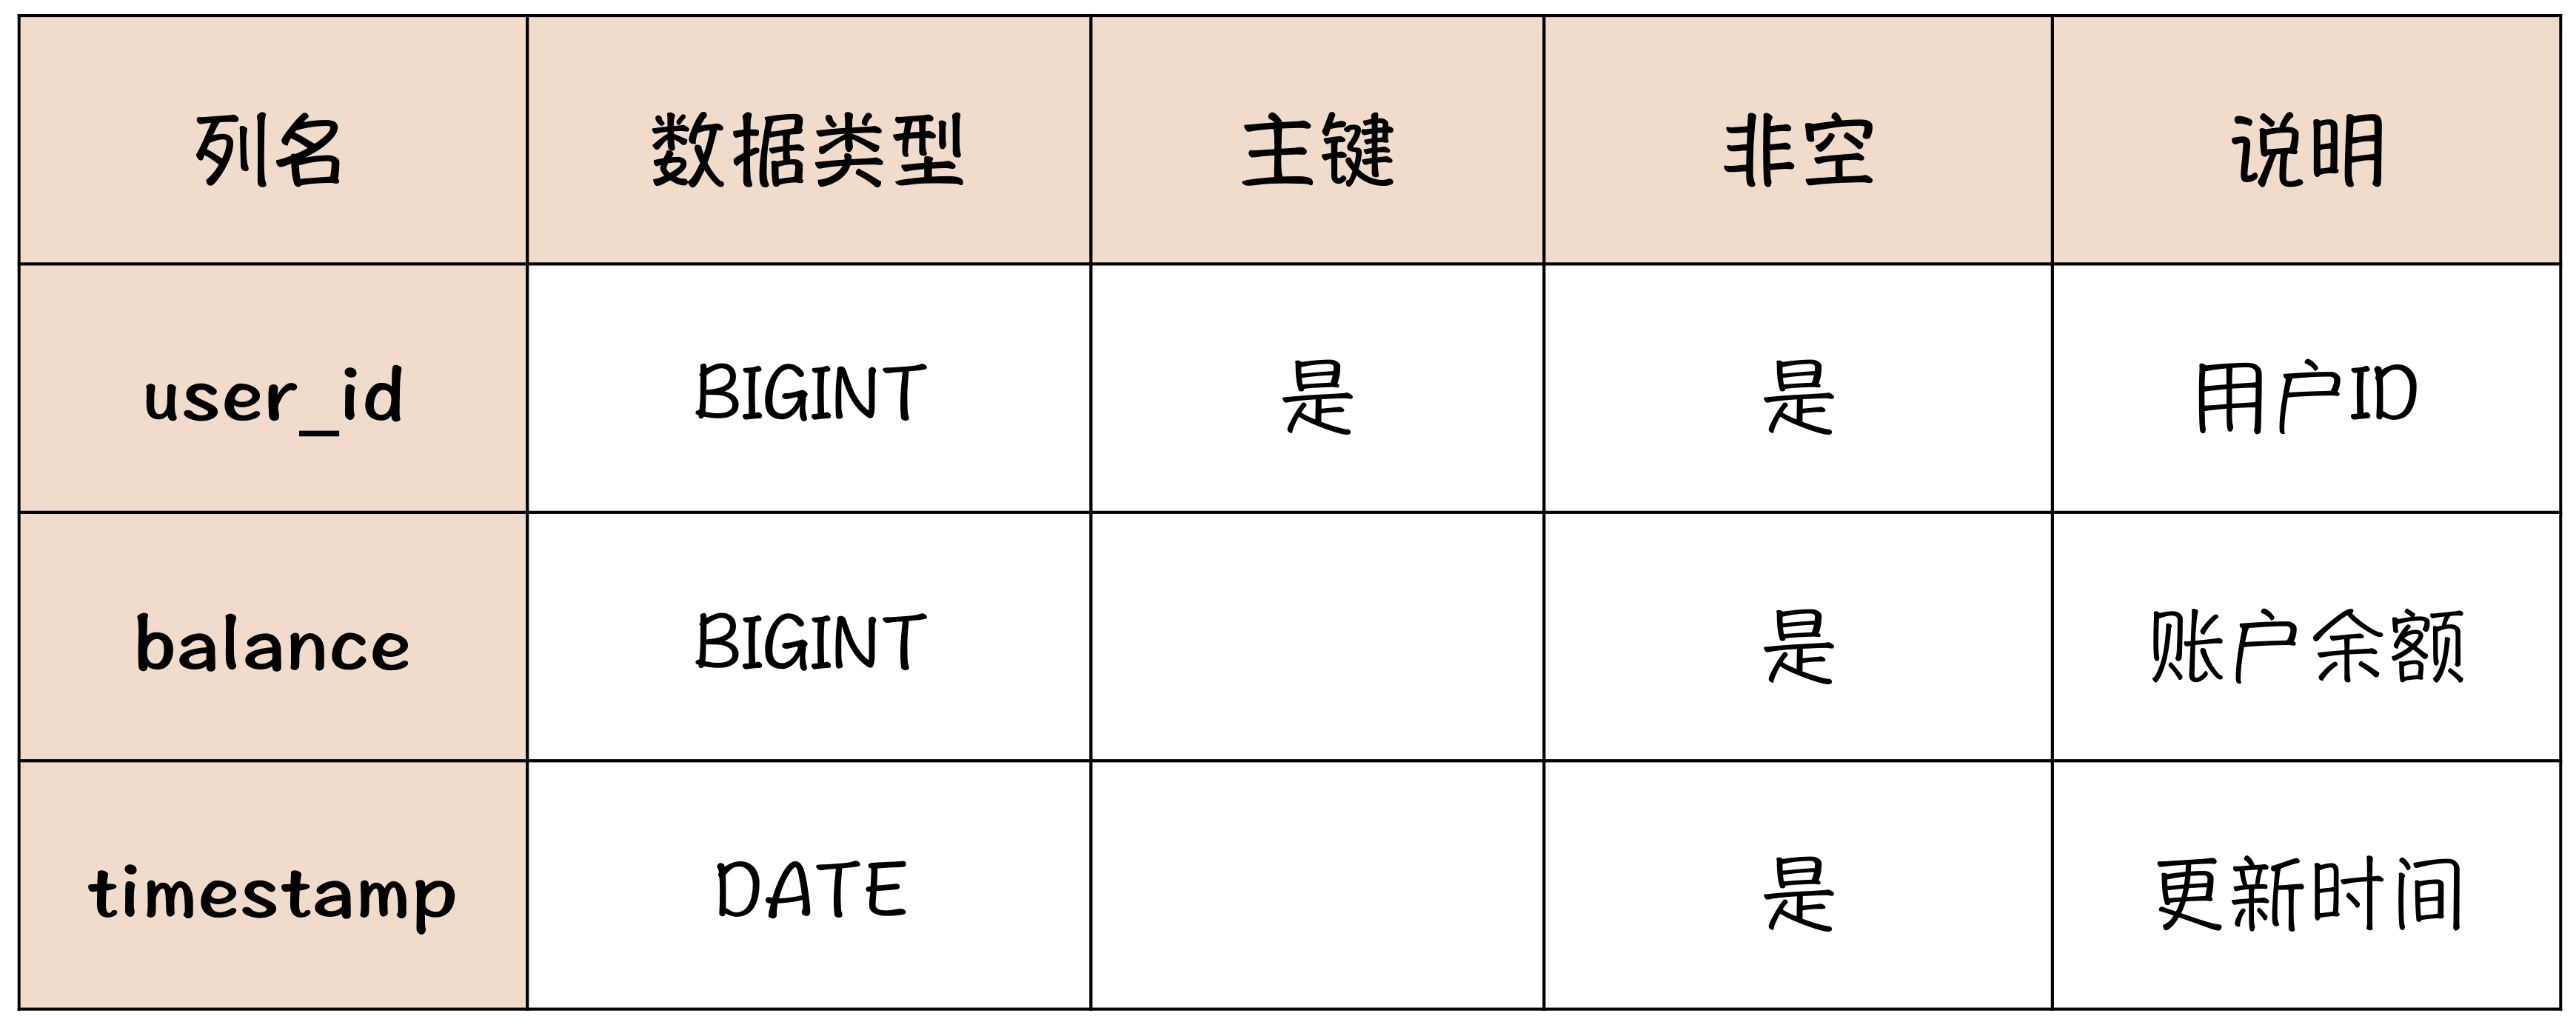 列名 数据类型 主键 非空 说明
user_id BIGINT 是 是 用户ID
balance BIGINT 是 账户余额
timestamp DATE 是 更新时间